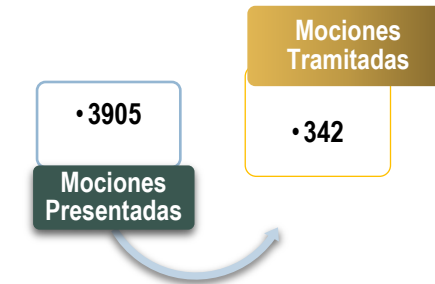 • 3905
Mociones
Presentadas
Mociones
Tramitadas
• 342